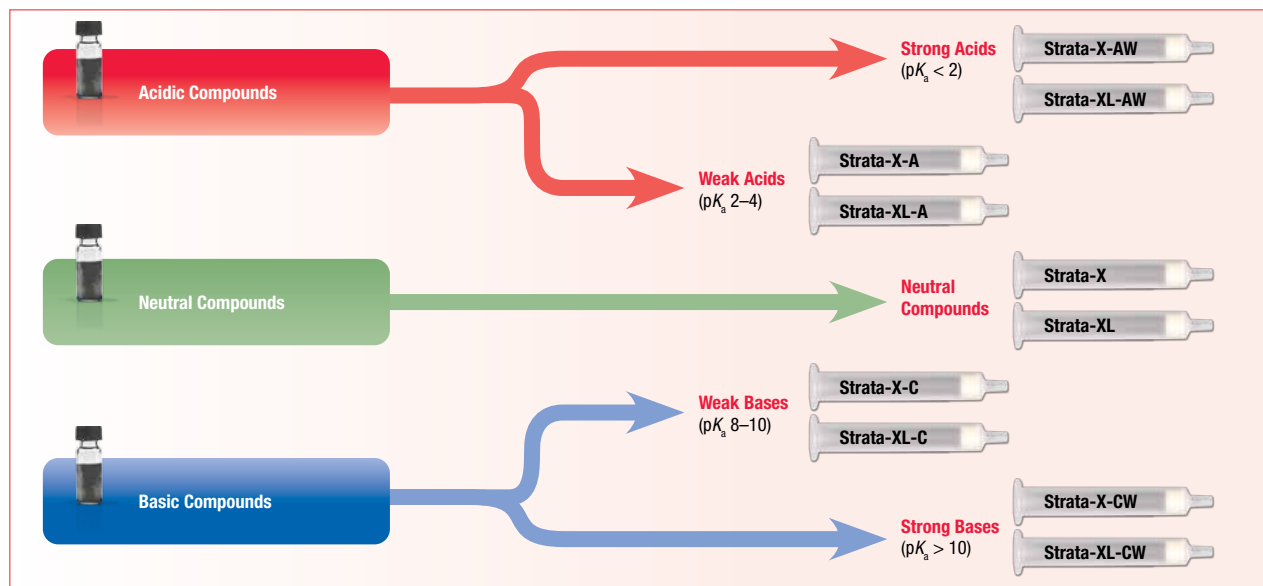 Acidic Compounds
Strong Acids
(pKa < 2)
Strata-X-AW
Strata-XL-AW
Weak Acids
(pKa 2–4)
Strata-X-A
Strata-XL-A
Neutral Compounds
Neutral
Compounds
Strata-X
Strata-XL
Basic Compounds
Weak Bases
(pKa 8–10)
Strata-X-C
Strata-XL-C
Strong Bases
(pKa > 10)
Strata-X-CW
Strata-XL-CW